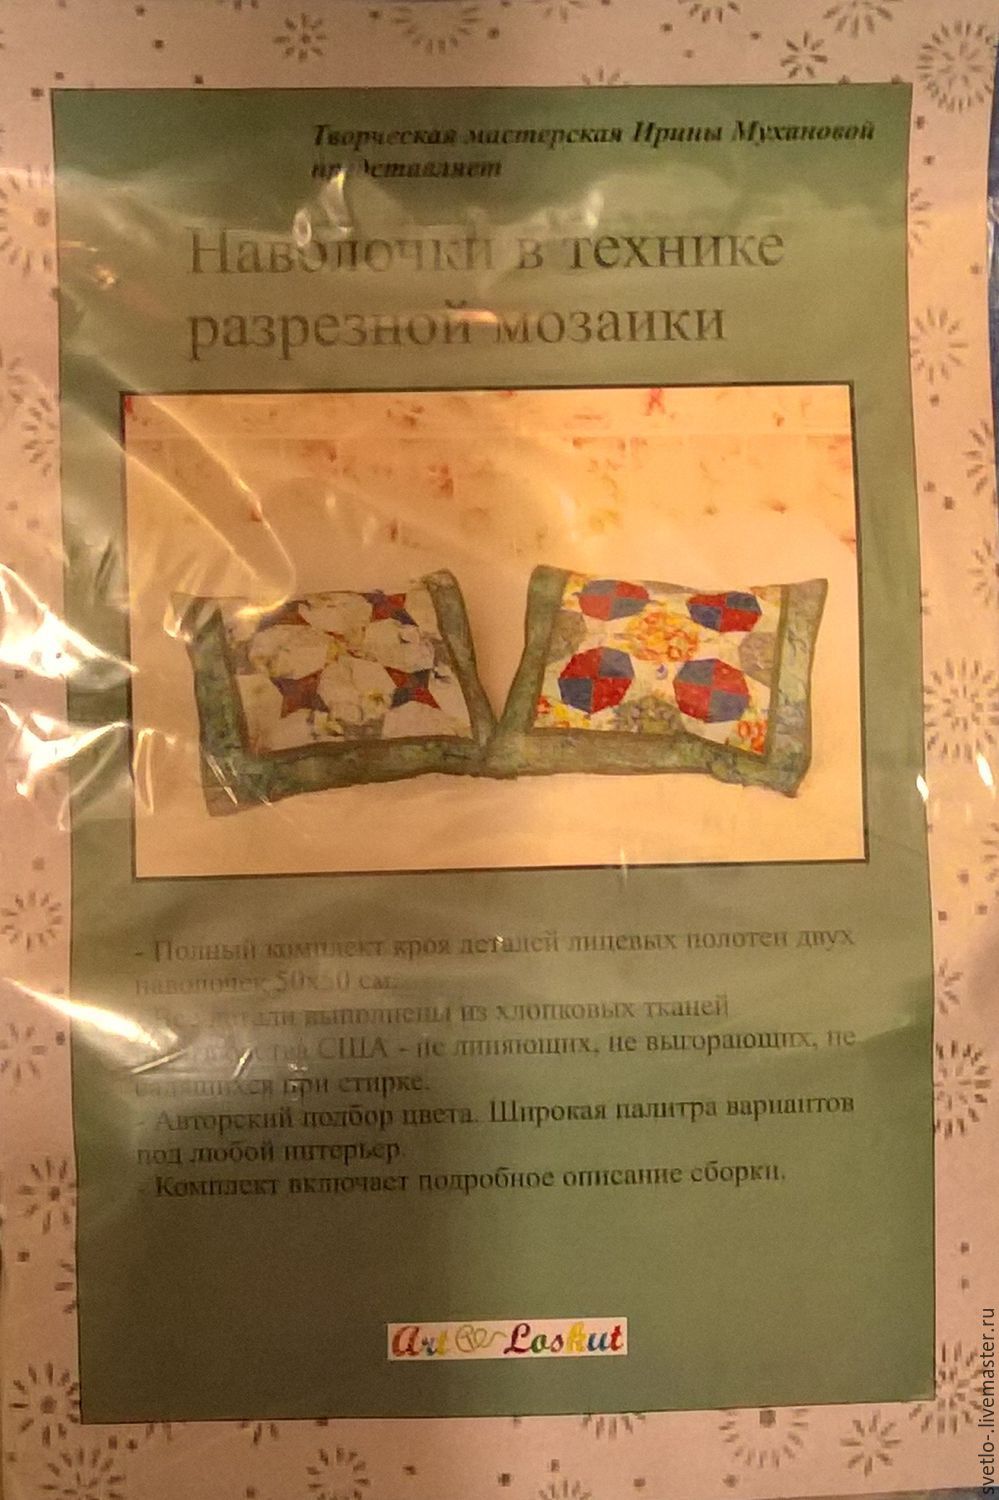 Творческая мастерская Ирины Мухановой
представляет
Наволочки в технике
разрезной мозаики
- Полный комплект кроя деталей лицевых полотен двух
наволочек 50х50 см.
детали выполнены из хлопковых тканей
США - не линяющих, не выгорающих, не
садящихся при стирке.
- Авторский подбор цвета. Широкая палитра вариантов
под любой интерьер.
- Комплект включает подробное описание сборки.
Art Loskut
svetlo-.livemaster.ru